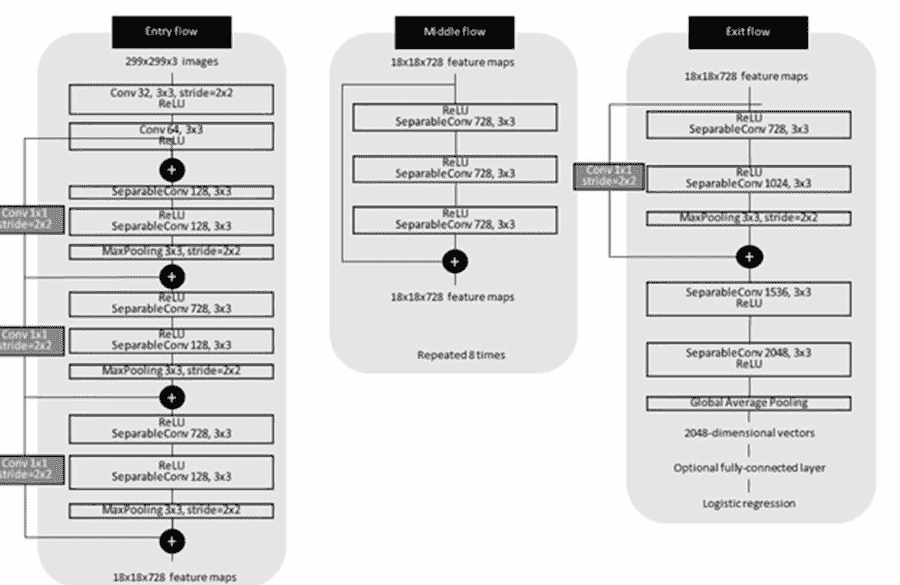 Entry flow
299x299x3 images
Conv 32, 3x3, stride=2x2
ReLU
Conv 64, 3x3
ReLU
+
SeparableConv 128, 3x3
Conv 1x1
stride=2x2
ReLU
SeparableConv 128, 3x3
MaxPooling 3x3, stride=2x2
+
ReLU
SeparableConv 728, 3x3
Conv 1x1
stride=2x2
ReLU
SeparableConv 128, 3x3
MaxPooling 3x3, stride=2x2
+
ReLU
SeparableConv 728, 3x3
Conv 1x1
stride=2x2
ReLU
SeparableConv 128, 3x3
MaxPooling 3x3, stride=2x2
+
18x18x728 feature maps
Middle flow
18x18x728 feature maps
ReLU
SeparableConv 728, 3x3
ReLU
SeparableConv 728, 3x3
ReLU
SeparableConv 728, 3x3
+
18x18x728 feature maps
Repeated 8 times
Exit flow
18x18x728 feature maps
ReLU
SeparableConv 728, 3x3
Conv 1x1
stride=2x2
ReLU
SeparableConv 1024, 3x3
MaxPooling 3x3, stride=2x2
+
SeparableConv 1536, 3x3
ReLU
SeparableConv 2048, 3x3
ReLU
Global Average Pooling
2048-dimensional vectors
Optional fully-connected layer
Logistic regression